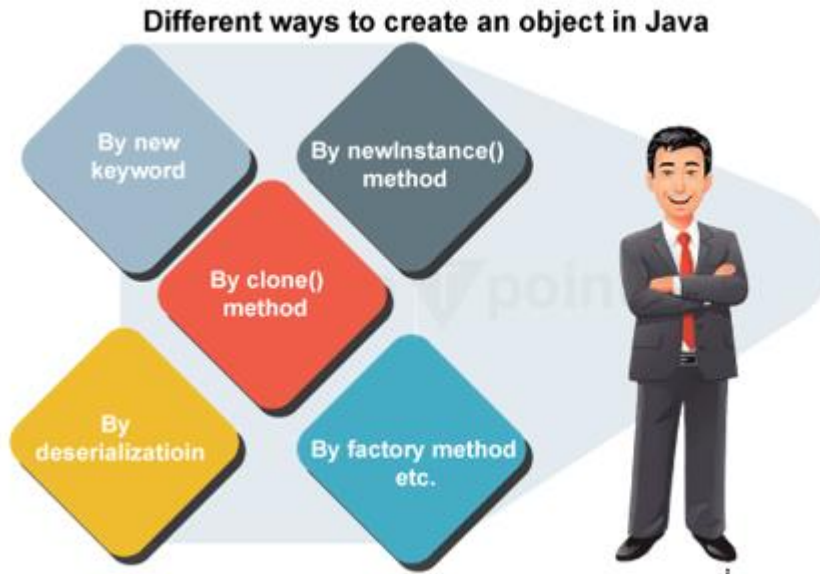 Different ways to create an object in Java
By new
keyword
By newInstance()
method
By clone()
method
By
deserializatioin
By factory method
etc.